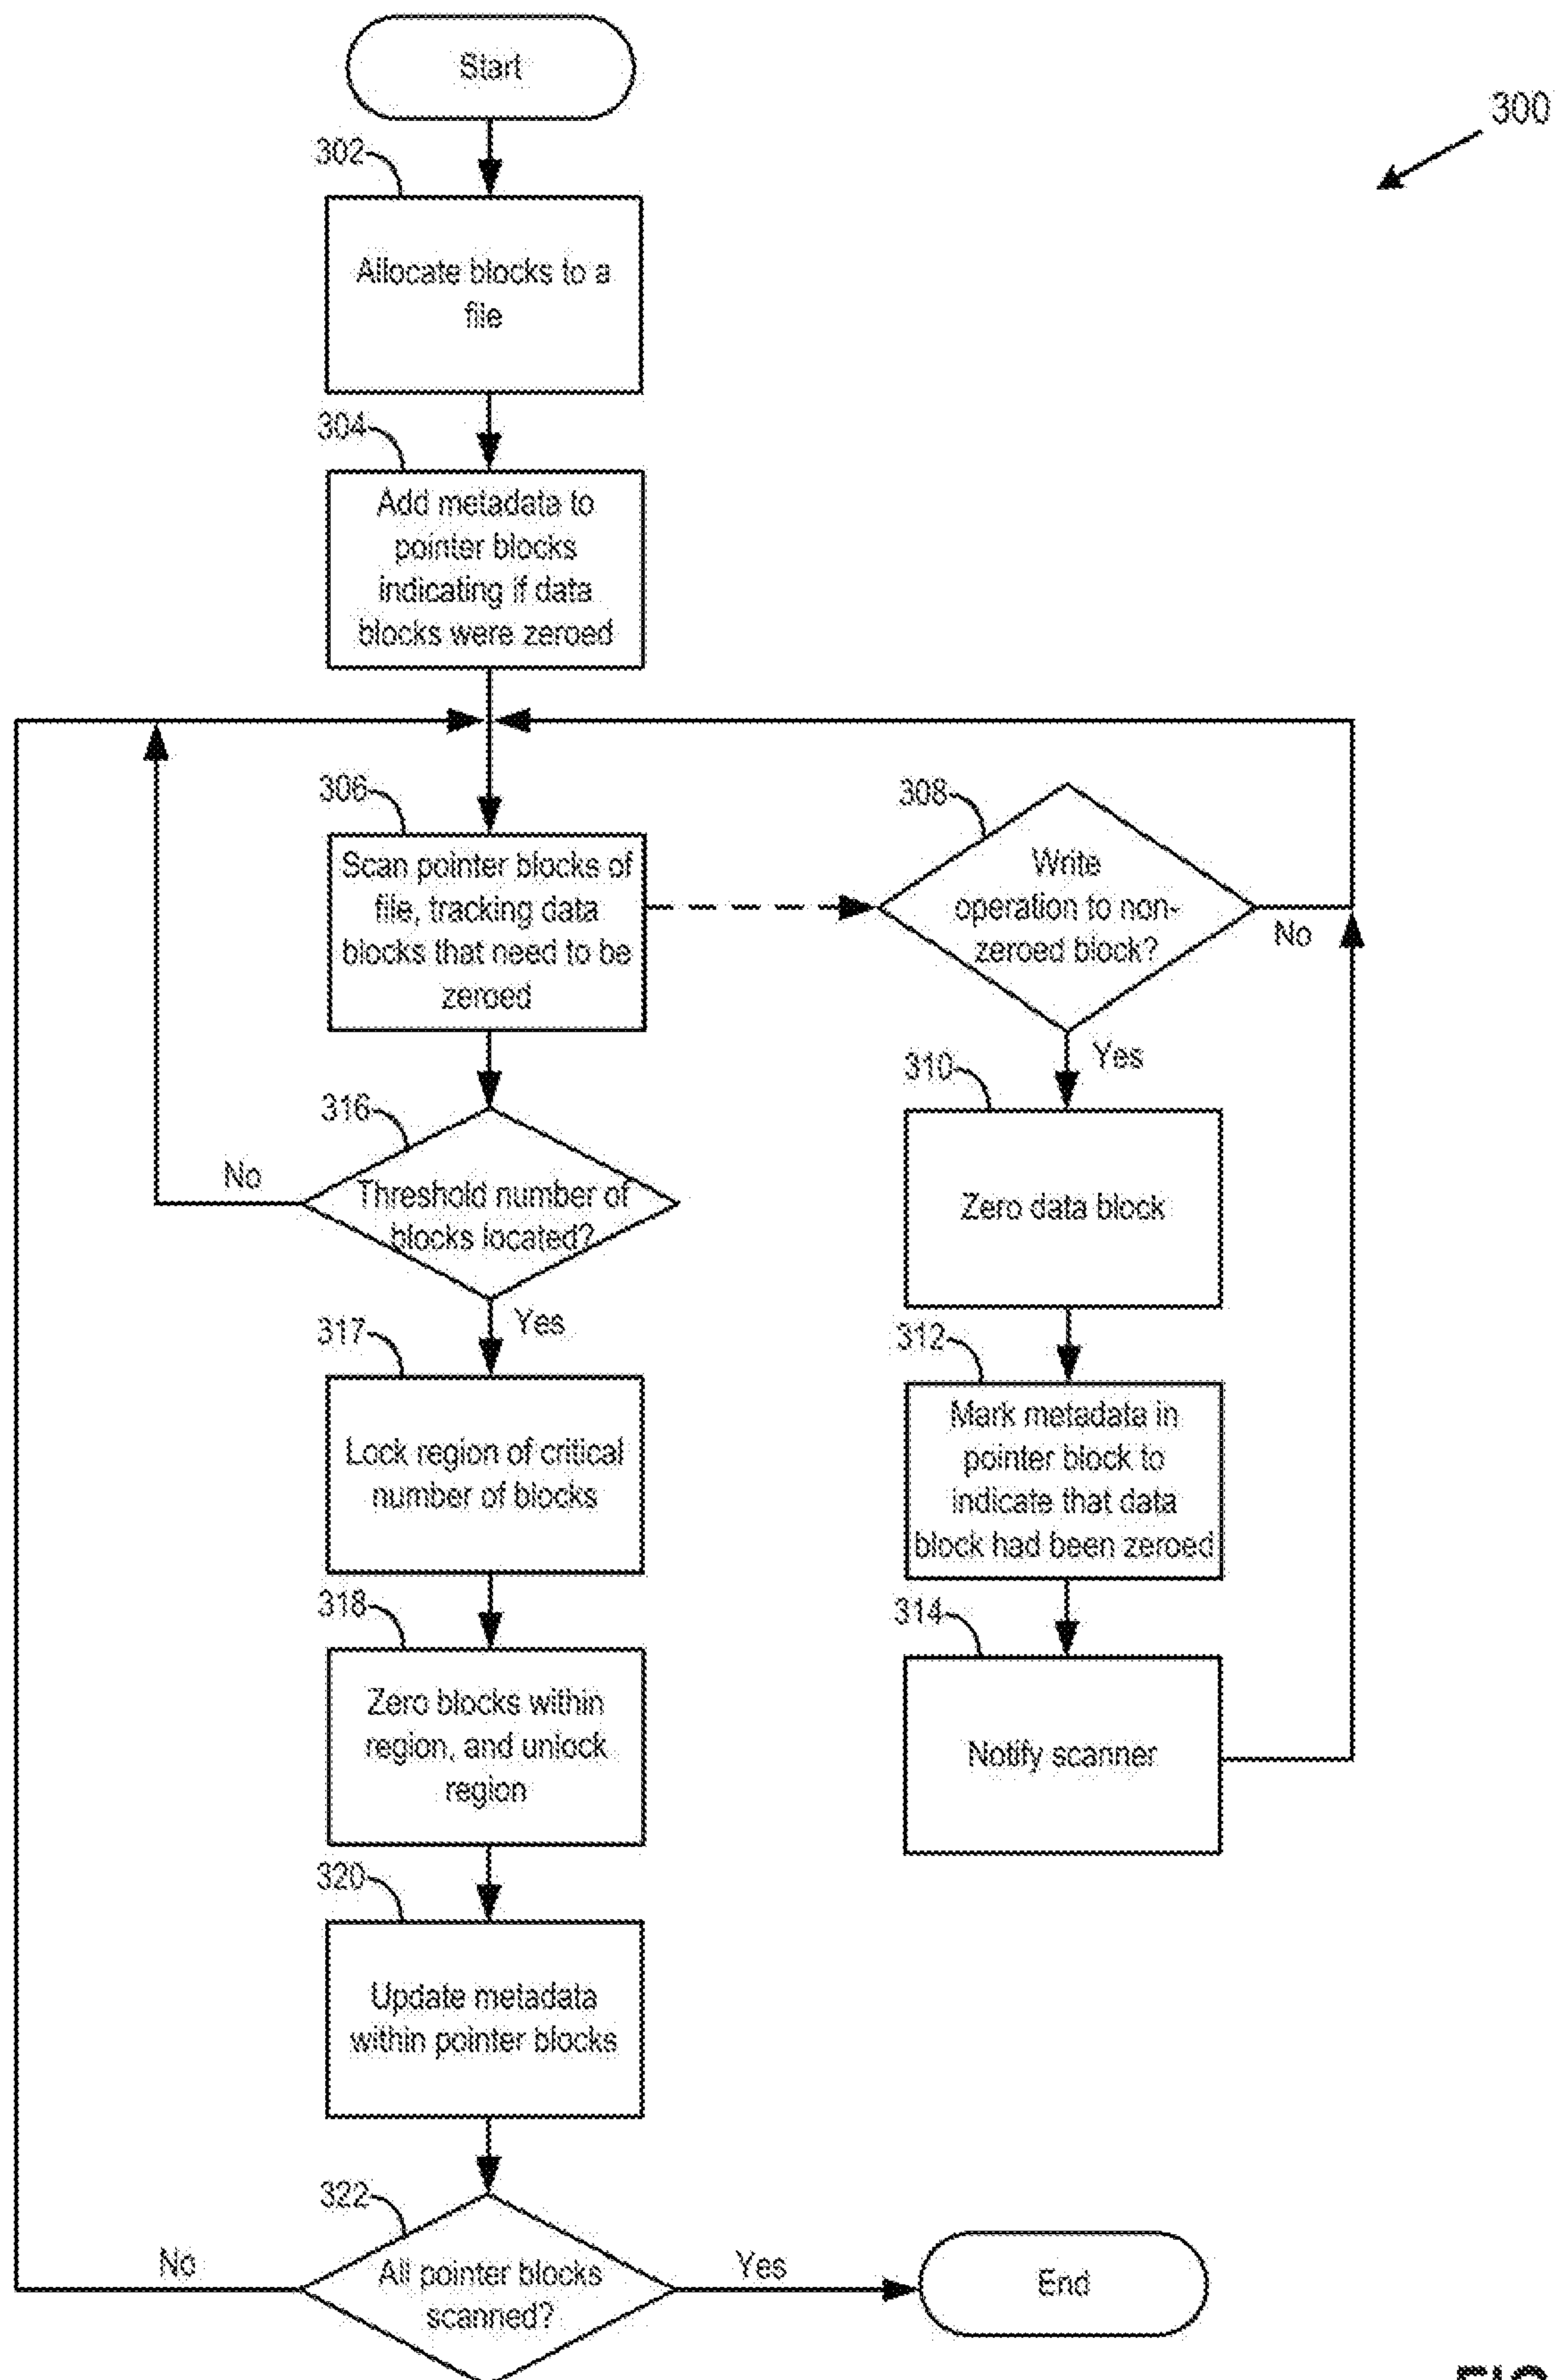 Start
300
302
Allocate blocks to a
file
304
Add metadata to
pointer blocks
indicating if data
blocks were zeroed
306
Scan pointer blocks of
file, tracking data
blocks that need to be
zeroed
308
Write
operation to non-
zeroed block?
No
Yes
310
Zero data block
312
Mark metadata in
pointer block to
indicate that data
block had been zeroed
314
Notify scanner
316
Threshold number of
blocks located?
No
Yes
317
Lock region of critical
number of blocks
318
Zero blocks within
region, and unlock
region
320
Update metadata
within pointer blocks
322
All pointer blocks
scanned?
No
Yes
End